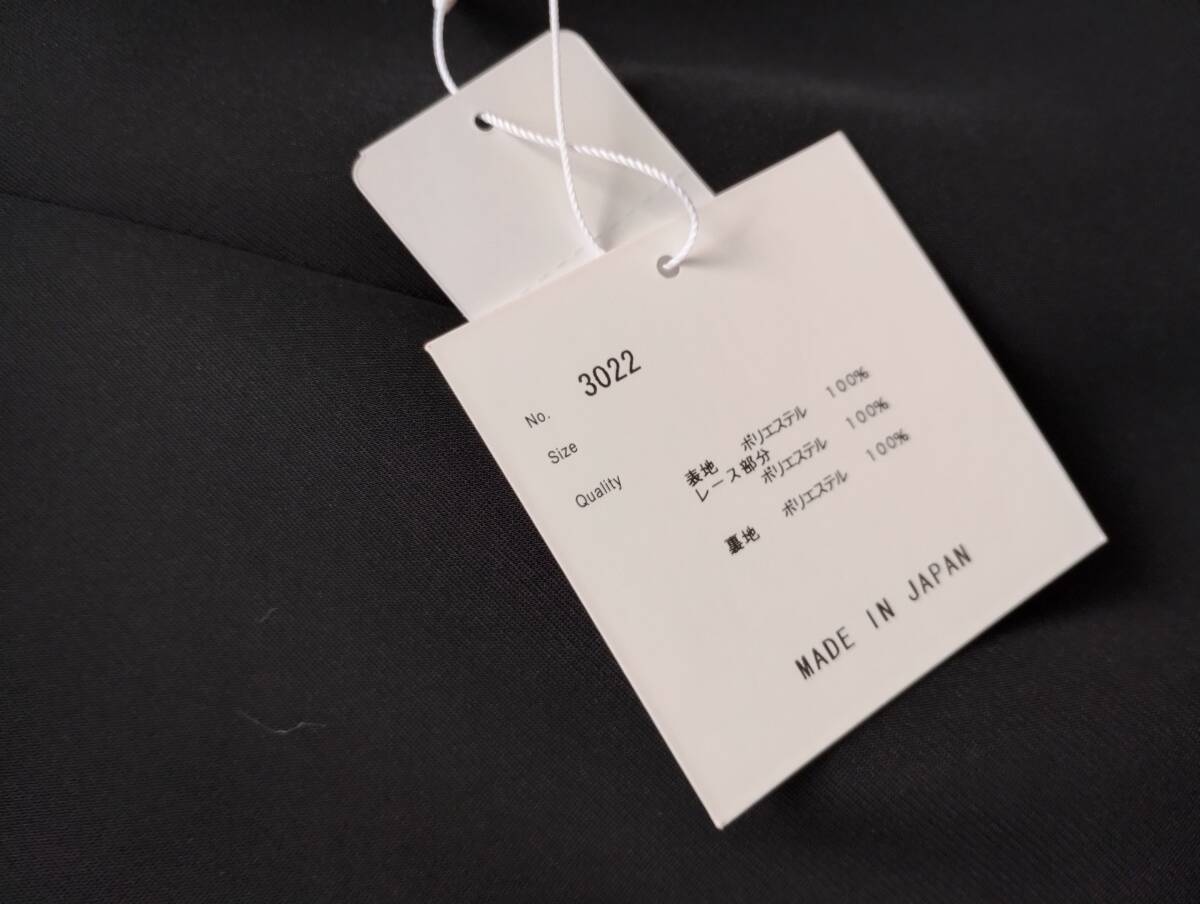 No. 3022
Size
Quality 表地 ポリエステル 100%
レース部分
ポリエステル 100%
裏地 ポリエステル 100%
MADE IN JAPAN